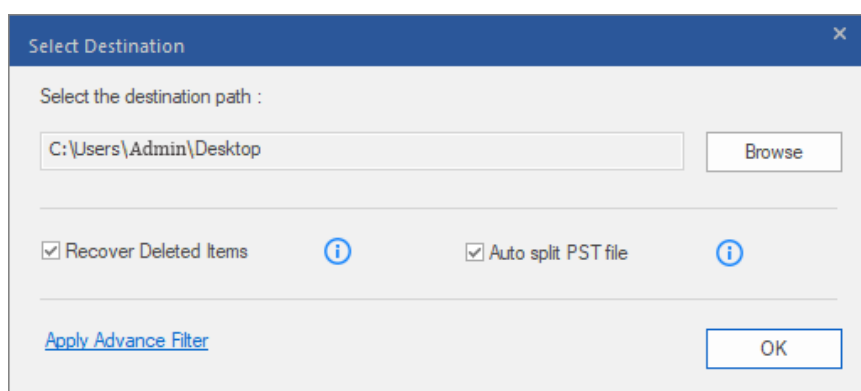 Select Destination
Select the destination path :
C:\Users\Admin\Desktop
Browse
Recover Deleted Items
Auto split PST file
Apply Advance Filter
OK